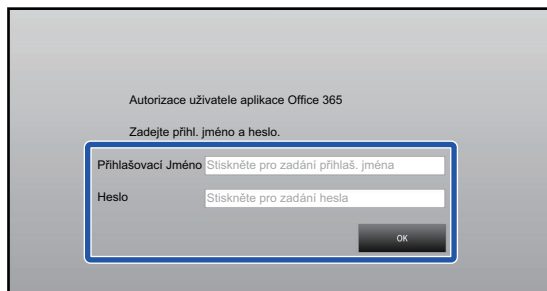 Autorizace uživatele aplikace Office 365
Zadejte přihl. jméno a heslo.
Přihlašovací Jméno Stiskněte pro zadání přihlaš. jména
Heslo Stiskněte pro zadání hesla
OK